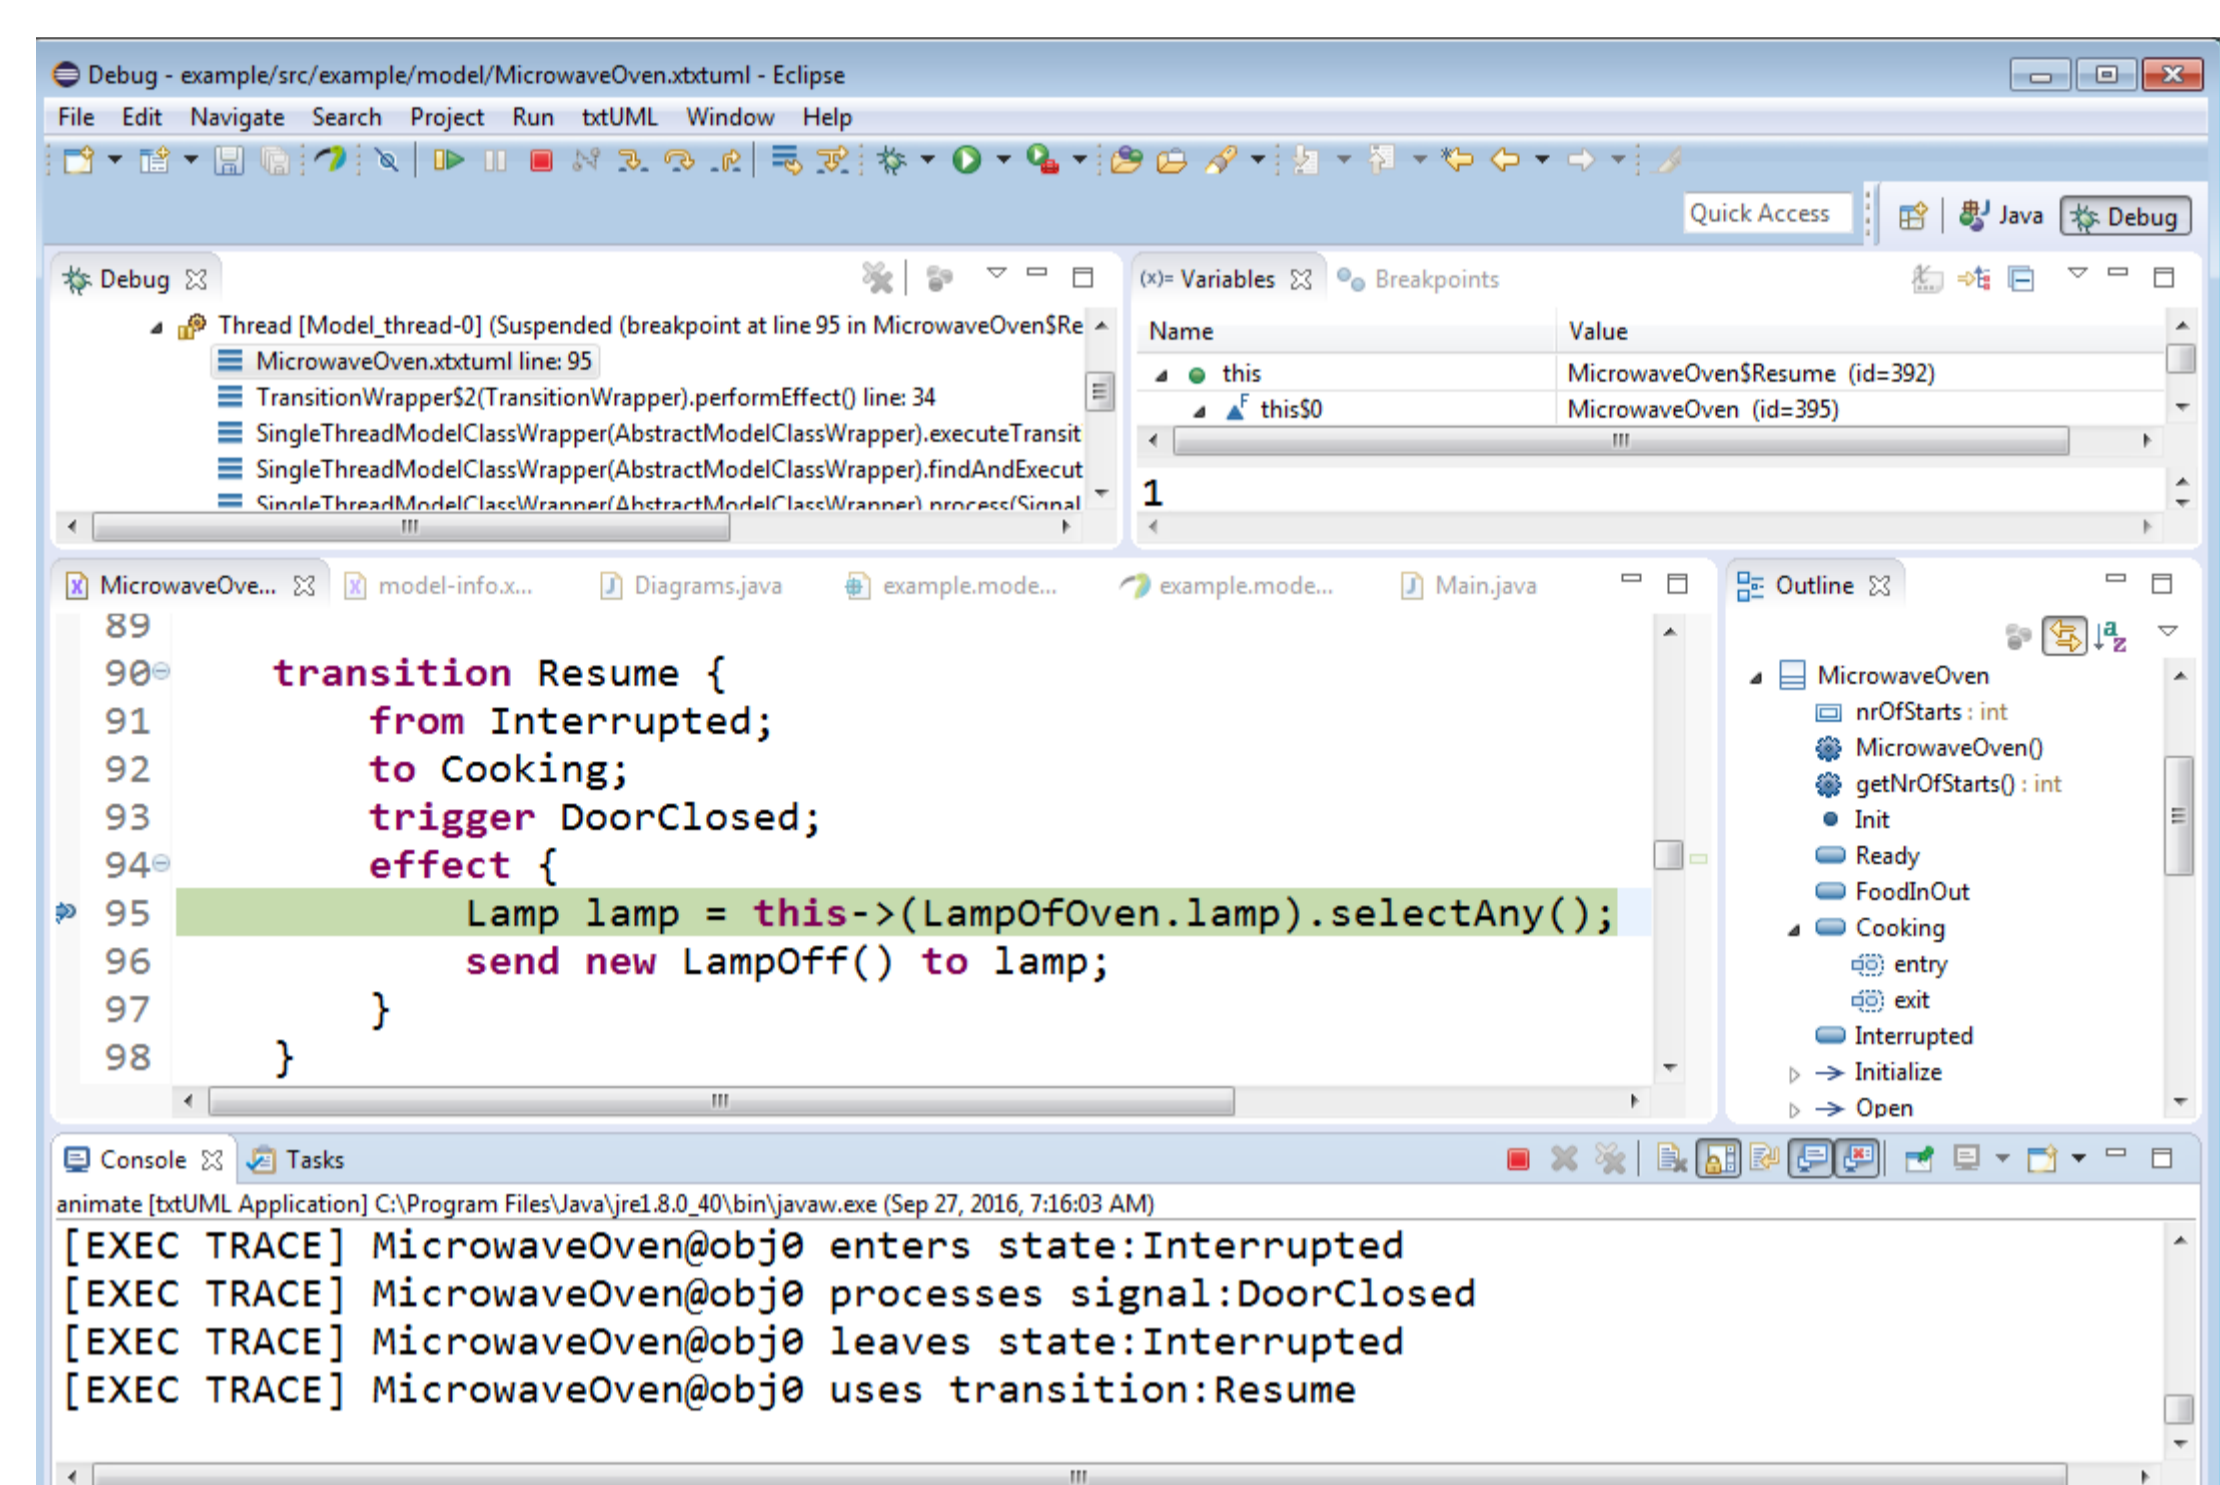 Debug - example/src/example/model/MicrowaveOven.xtxtuml - Eclipse
File Edit Navigate Search Project Run txtUML Window Help
Quick Access
Java
Debug
Debug
Thread [Model_thread-0] (Suspended (breakpoint at line 95 in MicrowaveOven$Re
MicrowaveOven.xtxtuml line: 95
TransitionWrapper$2(TransitionWrapper).performEffect() line: 34
SingleThreadModelClassWrapper(AbstractModelClassWrapper).executeTransit
SingleThreadModelClassWrapper(AbstractModelClassWrapper).findAndExecut
SingleThreadModelClassWrapper(AbstractModelClassWrapper).process(Signal
(x)= Variables Breakpoints
Name Value
this MicrowaveOven$Resume (id=392)
F this$0 MicrowaveOven (id=395)
1
MicrowaveOve... model-info.x... Diagrams.java example.mode... example.mode... Main.java
89
90 transition Resume {
91 from Interrupted;
92 to Cooking;
93 trigger DoorClosed;
94 effect {
95 Lamp lamp = this->(LampOfOven.lamp).selectAny();
96 send new LampOff() to lamp;
97 }
98 }
Outline
MicrowaveOven
nrOfStarts : int
MicrowaveOven()
getNrOfStarts() : int
Init
Ready
FoodInOut
Cooking
entry
exit
Interrupted
Initialize
Open
Console Tasks
animate [txtUML Application] C:\Program Files\Java\jre1.8.0_40\bin\javaw.exe (Sep 27, 2016, 7:16:03 AM)
[EXEC TRACE] MicrowaveOven@obj0 enters state:Interrupted
[EXEC TRACE] MicrowaveOven@obj0 processes signal:DoorClosed
[EXEC TRACE] MicrowaveOven@obj0 leaves state:Interrupted
[EXEC TRACE] MicrowaveOven@obj0 uses transition:Resume